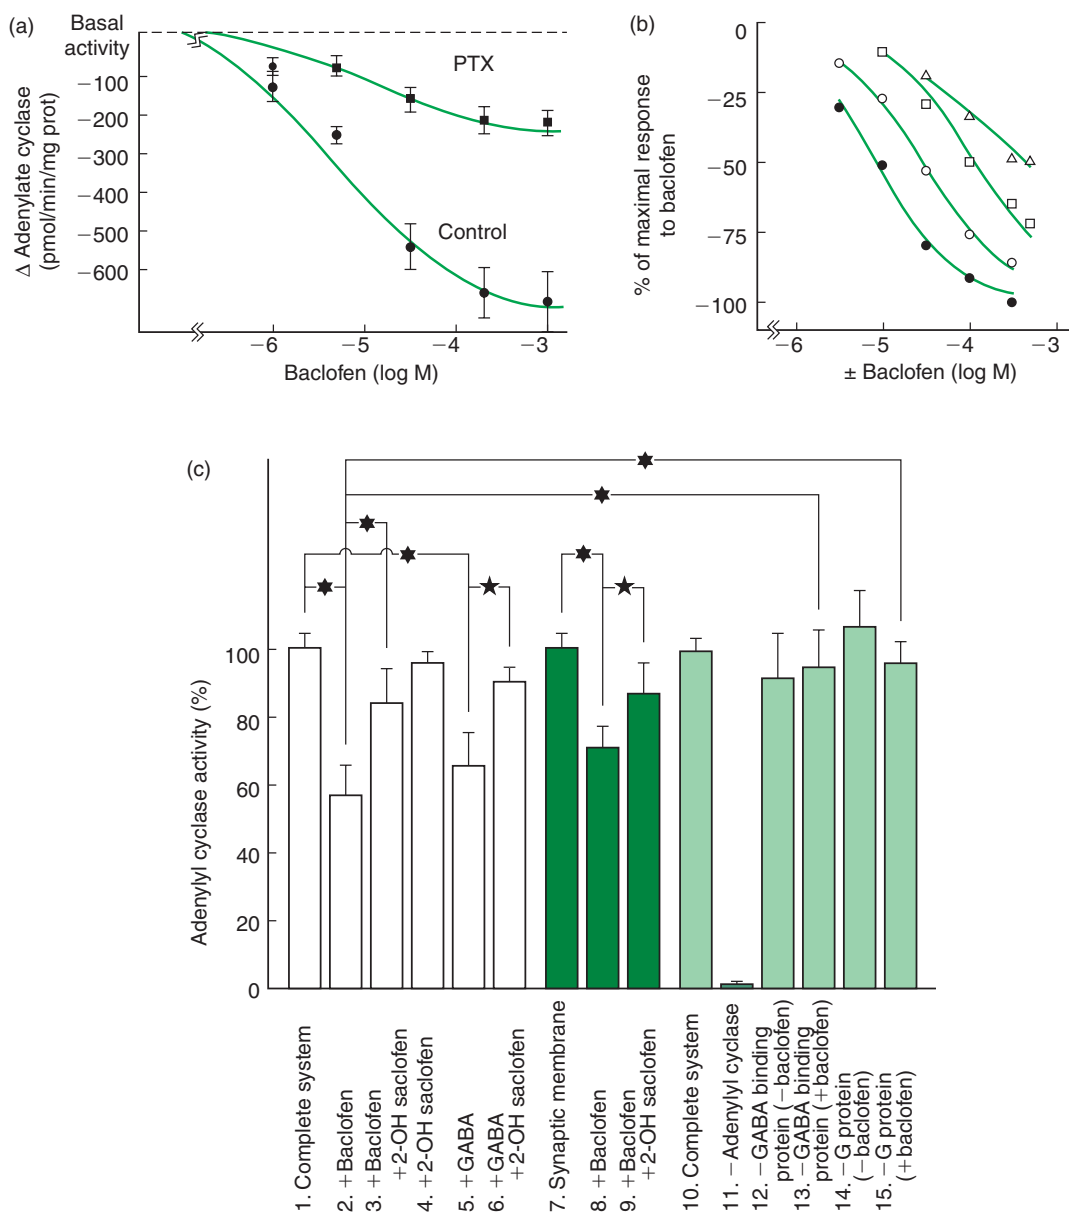 (a)
Basal
activity
−100
−200
−300
−400
−500
−600
Δ Adenylate cyclase
(pmol/min/mg prot)
PTX
Control
−6
−5
−4
−3
Baclofen (log M)
(b)
0
−25
−50
−75
−100
% of maximal response
to baclofen
−6
−5
−4
−3
± Baclofen (log M)
(c)
100
80
60
40
20
0
Adenylyl cyclase activity (%)
1. Complete system
2. +Baclofen
3. +Baclofen
+2-OH saclofen
4. +2-OH saclofen
5. +GABA
6. +GABA
+2-OH saclofen
7. Synaptic membrane
8. +Baclofen
9. +Baclofen
+2-OH saclofen
10. Complete system
11. −Adenylyl cyclase
12. −GABA binding
protein (−baclofen)
13. −GABA binding
protein (+baclofen)
14. −G protein
(−baclofen)
15. −G protein
(+baclofen)